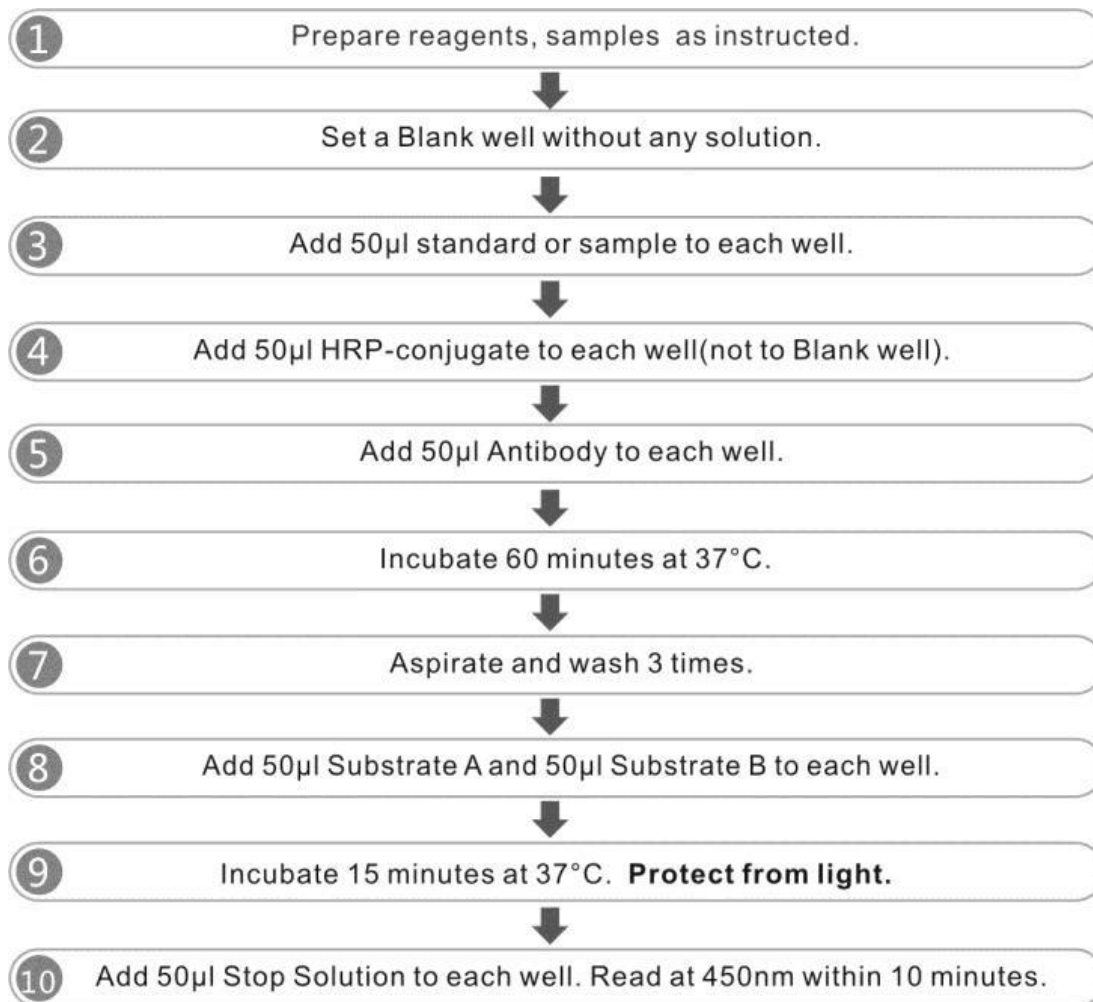 1 Prepare reagents, samples as instructed.
2 Set a Blank well without any solution.
3 Add 50µl standard or sample to each well.
4 Add 50µl HRP-conjugate to each well(not to Blank well).
5 Add 50µl Antibody to each well.
6 Incubate 60 minutes at 37°C.
7 Aspirate and wash 3 times.
8 Add 50µl Substrate A and 50µl Substrate B to each well.
9 Incubate 15 minutes at 37°C. Protect from light.
10 Add 50µl Stop Solution to each well. Read at 450nm within 10 minutes.